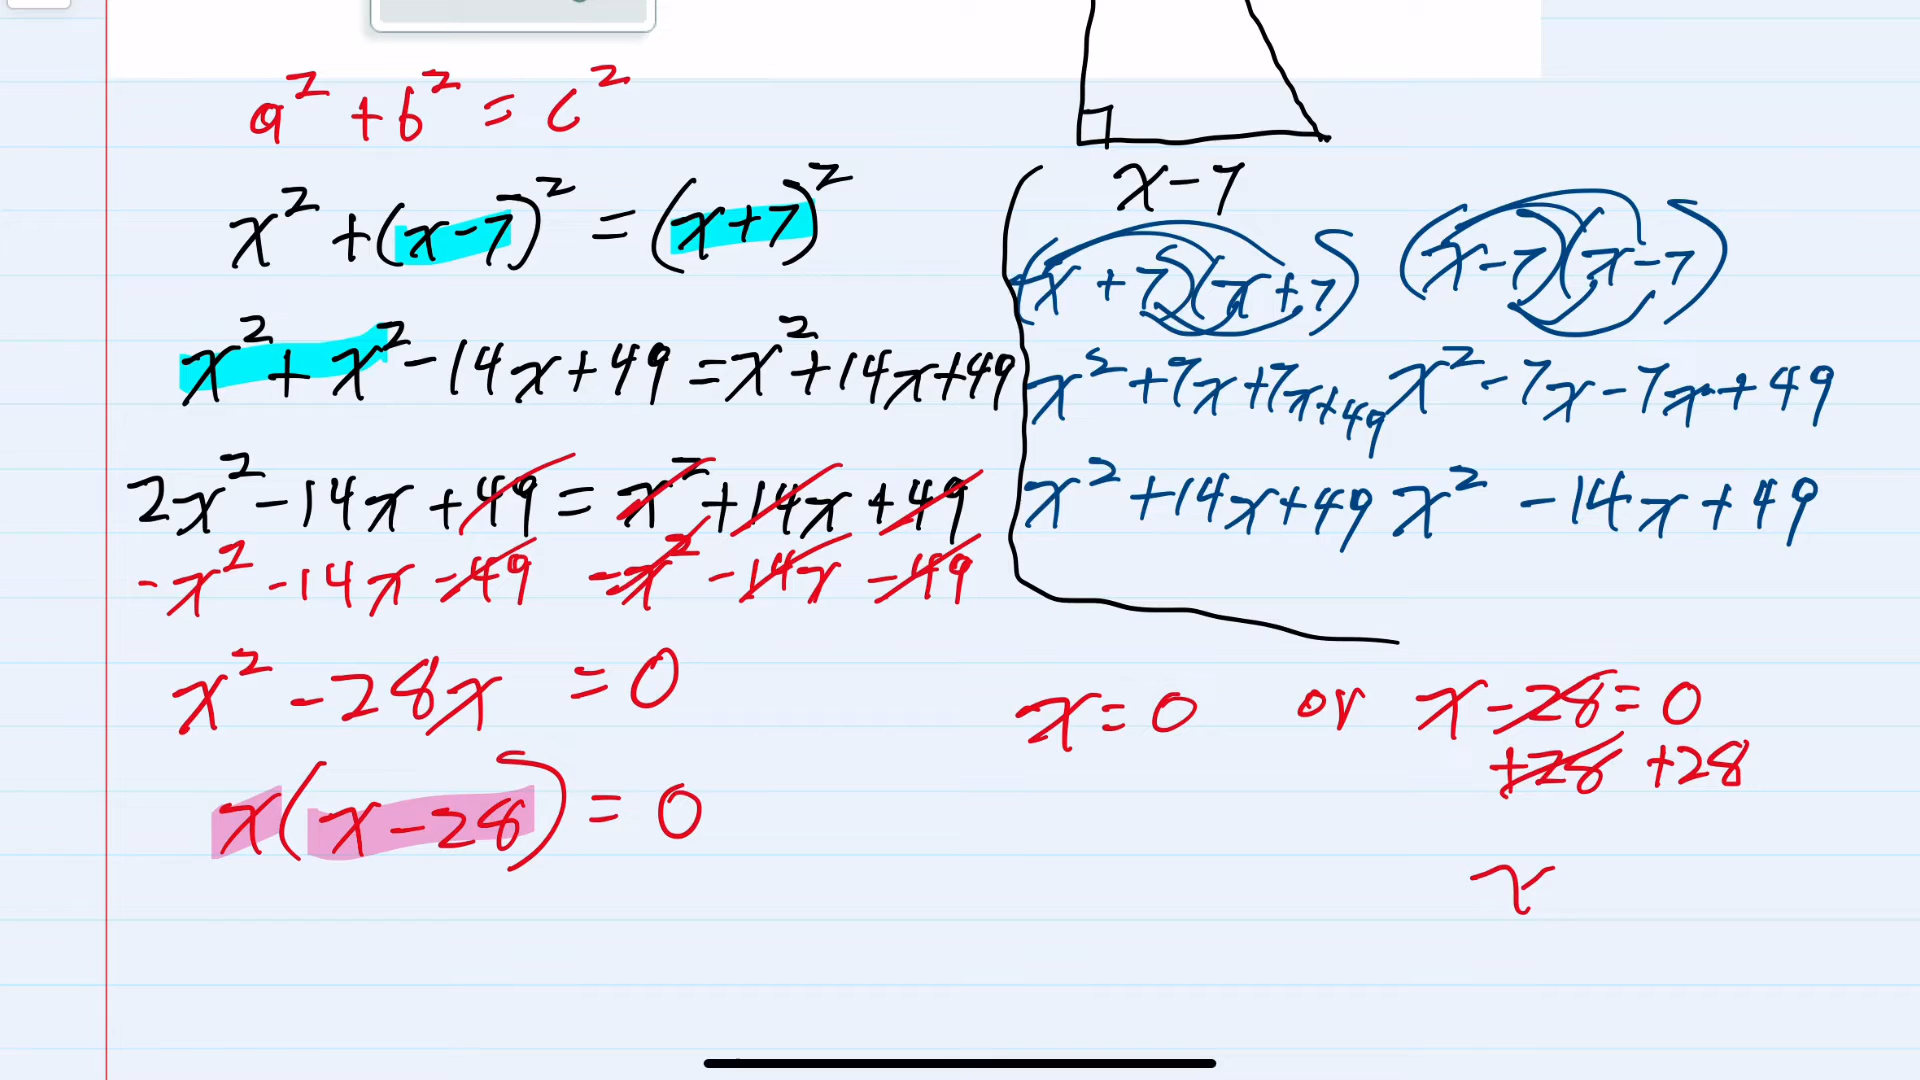 a² + b² = c²
x² + (x-7)² = (x+7)²
x² + x² - 14x + 49 = x² + 14x + 49
2x² - 14x + 49 = x² + 14x + 49
-x² - 14x - 49 -x² - 14x - 49
x² - 28x = 0
x(x-28) = 0
x-7
(x+7)(x+7)
x² + 7x + 7x + 49
x² + 14x + 49
(x-7)(x-7)
x² - 7x - 7x + 49
x² - 14x + 49
x = 0 or x - 28 = 0
+28 +28
x